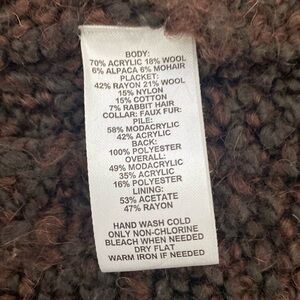 BODY:
70% ACRYLIC 18% WOOL
6% ALPACA 6% MOHAIR
PLACKET:
42% RAYON 21% WOOL
15% NYLON
15% COTTON
7% RABBIT HAIR
COLLAR: FAUX FUR:
PILE:
58% MODACRYLIC
42% ACRYLIC
BACK:
100% POLYESTER
OVERALL:
49% MODACRYLIC
35% ACRYLIC
16% POLYESTER
LINING:
53% ACETATE
47% RAYON
HAND WASH COLD
ONLY NON-CHLORINE
BLEACH WHEN NEEDED
DRY FLAT
WARM IRON IF NEEDED